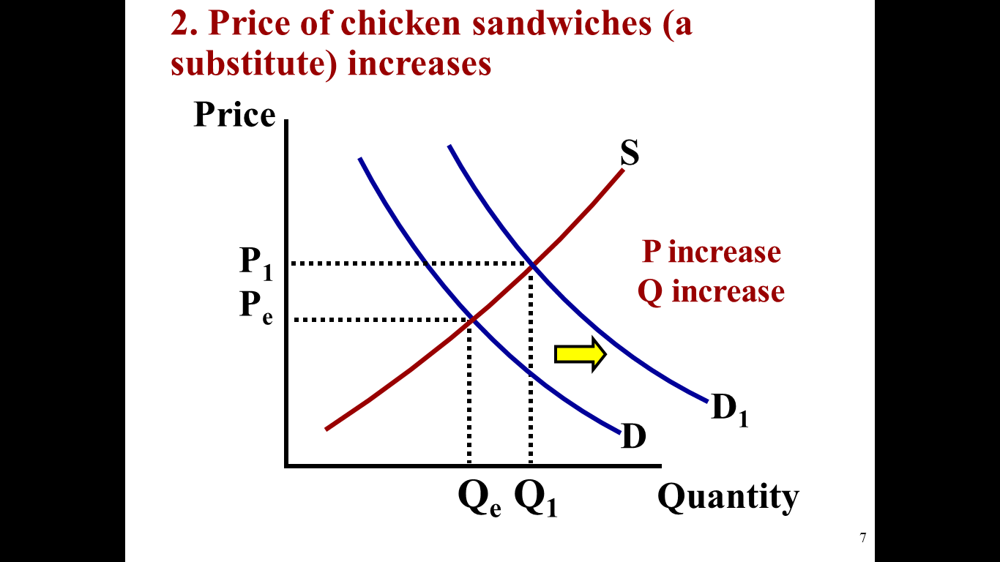 2. Price of chicken sandwiches (a
substitute) increases
Price
S
P1
P increase
Pe
Q increase
D1
D
Qe Q1 Quantity
7